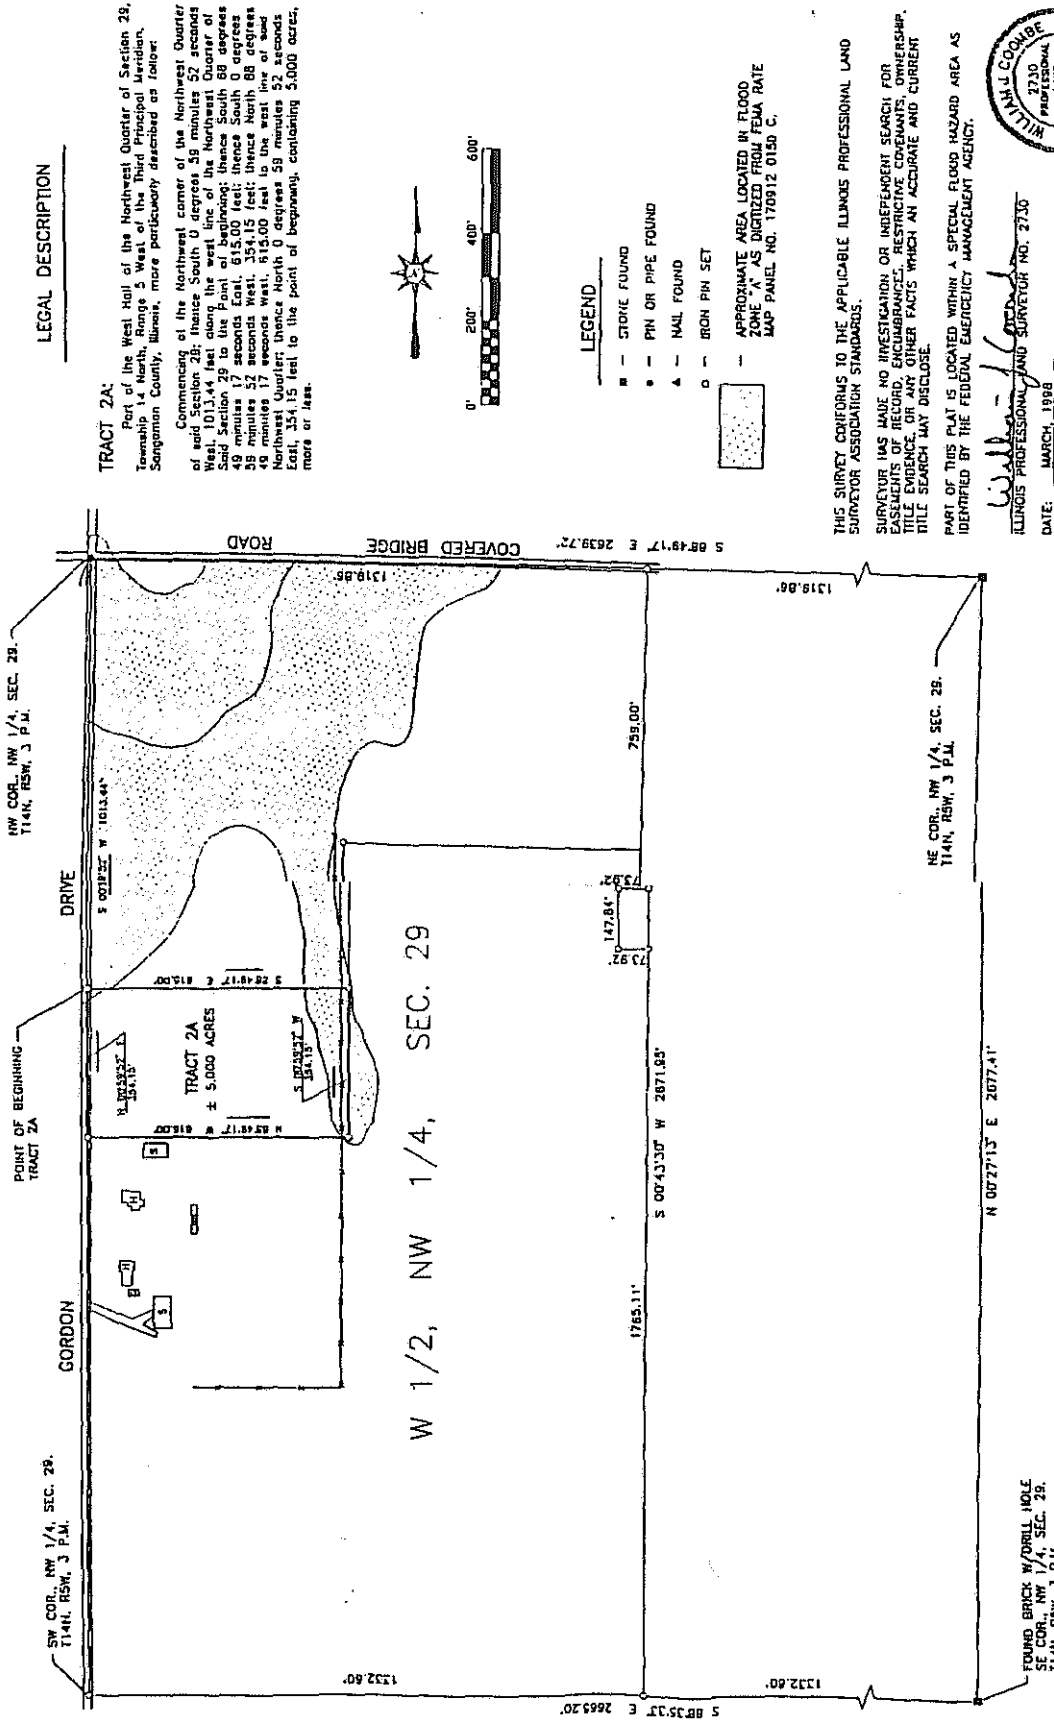 LEGAL DESCRIPTION
TRACT 2A:
Part of the West Half of the Northwest Quarter of Section 29,
Township 14 North, Range 5 West of the Third Principal Meridian,
Sangamon County, Illinois, more particularly described as follow:
Commencing at the Northwest corner of the Northwest Quarter
of said Section 29; thence South 0 degrees 59 minutes 52 seconds
West, 1013.44 feet along the west line of the Northwest Quarter of
Said Section 29 to the Point of beginning; thence South 88 degrees
49 minutes 17 seconds East, 615.00 feet; thence South 0 degrees
59 minutes 52 seconds West, 354.15 feet; thence North 88 degrees
49 minutes 17 seconds West, 615.00 feet to the west line of said
Northwest Quarter; thence North 0 degrees 59 minutes 52 seconds
East, 354.15 feet to the point of beginning, containing 5.000 acres,
more or less.
0' 200' 400' 600'
LEGEND
■ — STONE FOUND
● — PIN OR PIPE FOUND
▲ — NAIL FOUND
○ — IRON PIN SET
— APPROXIMATE AREA LOCATED IN FLOOD
ZONE "A" AS DIGITIZED FROM FEMA RATE
MAP PANEL NO. 170912 0150 C.
THIS SURVEY CONFORMS TO THE APPLICABLE ILLINOIS PROFESSIONAL LAND
SURVEYOR ASSOCIATION STANDARDS.
SURVEYOR HAS MADE NO INVESTIGATION OR INDEPENDENT SEARCH FOR
EASEMENTS OF RECORD, ENCUMBRANCES, RESTRICTIVE COVENANTS, OWNERSHIP,
TITLE EVIDENCE, OR ANY OTHER FACTS WHICH AN ACCURATE AND CURRENT
TITLE SEARCH MAY DISCLOSE.
PART OF THIS PLAT IS LOCATED WITHIN A SPECIAL FLOOD HAZARD AREA AS
IDENTIFIED BY THE FEDERAL EMERGENCY MANAGEMENT AGENCY.
ILLINOIS PROFESSIONAL LAND SURVEYOR NO. 2730
DATE: MARCH, 1998
WILLIAM J COOMBE
2730
PROFESSIONAL
SW COR., NW 1/4, SEC. 29.
T14N, R5W, 3 P.M.
GORDON
POINT OF BEGINNING
TRACT 2A
DRIVE
NW COR., NW 1/4, SEC. 29.
T14N, R5W, 3 P.M.
S 00°59'52" W 1013.44'
N 00°59'52" E
354.15'
TRACT 2A
± 5.000 ACRES
S 00°59'52" W
354.15'
N 88°49'17" W 615.00'
S 88°49'17" E 615.00'
S
H
H
S
COVERED BRIDGE ROAD
1319.86'
S 88°49'17" E 2639.72'
1319.86'
W 1/2, NW 1/4, SEC. 29
147.84'
73.92'
73.92'
759.00'
1765.11'
S 00°43'30" W 2671.95'
1332.60'
S 88°35'33" E 2665.20'
1332.60'
NE COR., NW 1/4, SEC. 29.
T14N, R5W, 3 P.M.
N 00°27'13" E 2677.41'
FOUND BRICK W/DRILL HOLE
SE COR., NW 1/4, SEC. 29.